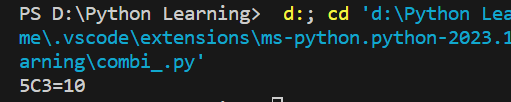 PS D:\Python Learning>  d:; cd 'd:\Python Lea
me\.vscode\extensions\ms-python.python-2023.1
arning\combi_.py'
5C3=10